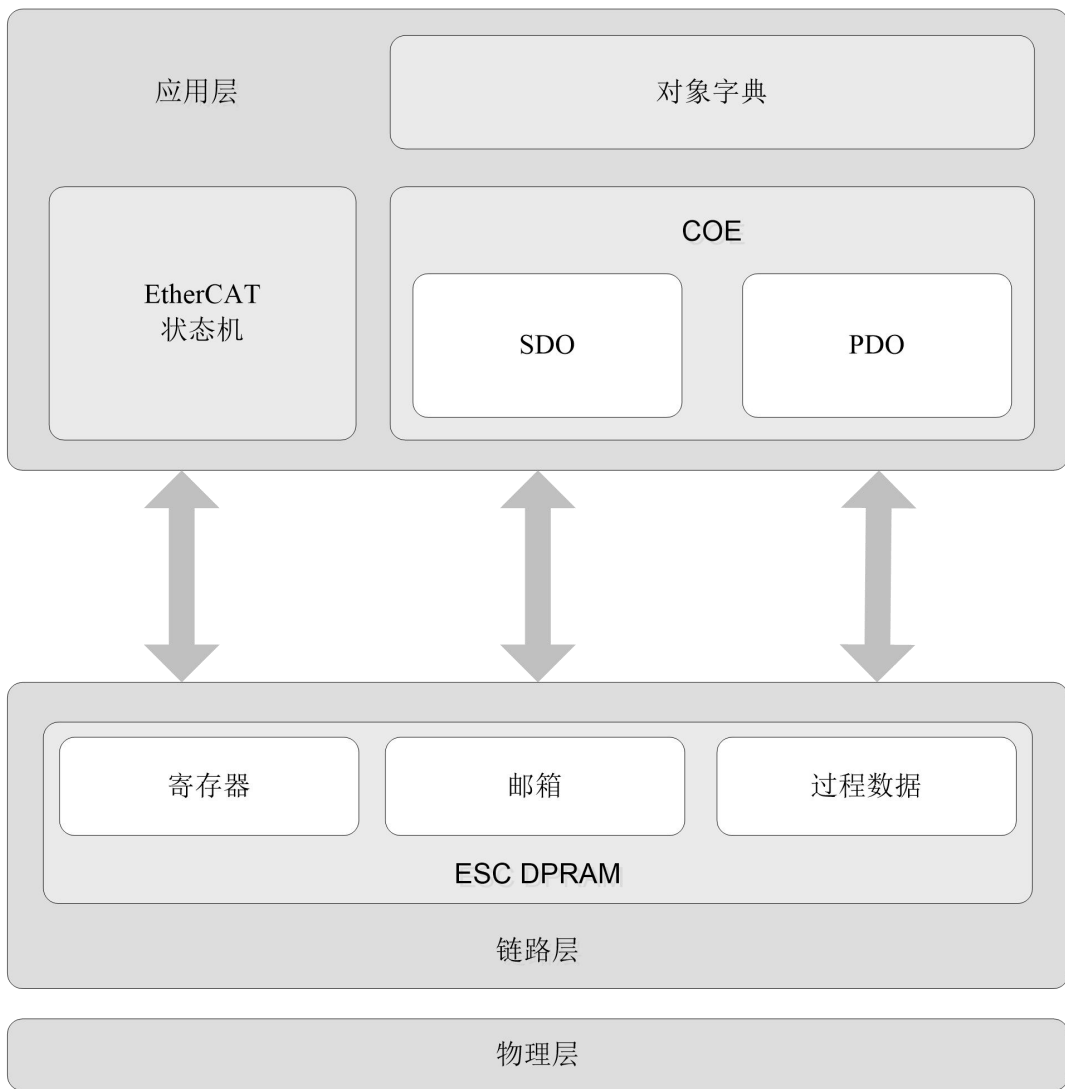 应用层
对象字典
EtherCAT
状态机
COE
SDO
PDO
寄存器
邮箱
过程数据
ESC DPRAM
链路层
物理层